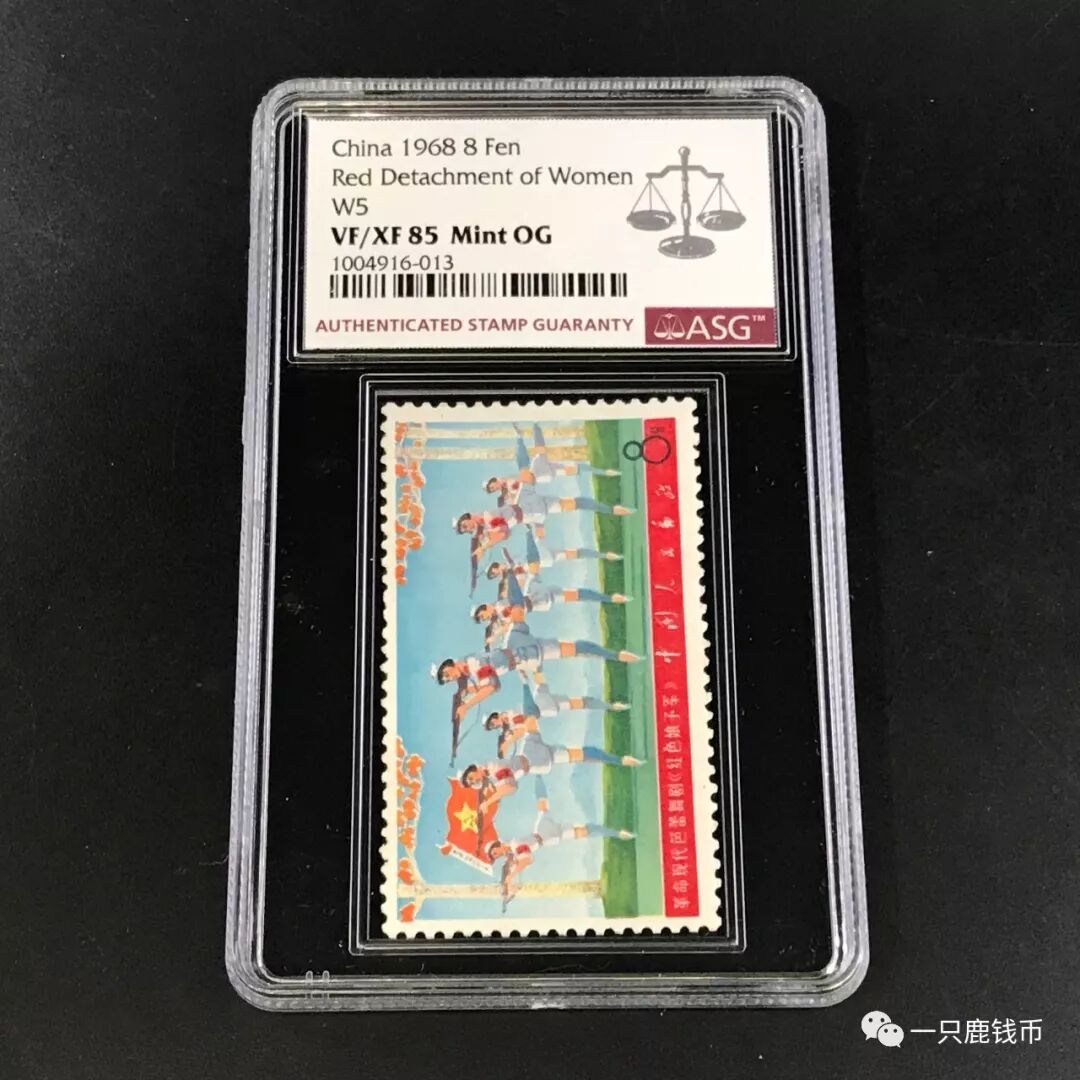 China 1968 8 Fen
Red Detachment of Women
W5
VF/XF 85 Mint OG
1004916-013
AUTHENTICATED STAMP GUARANTY
ASG™
8分
革命现代芭蕾舞剧《红色娘子军》 中国人民邮政
一只鹿钱币